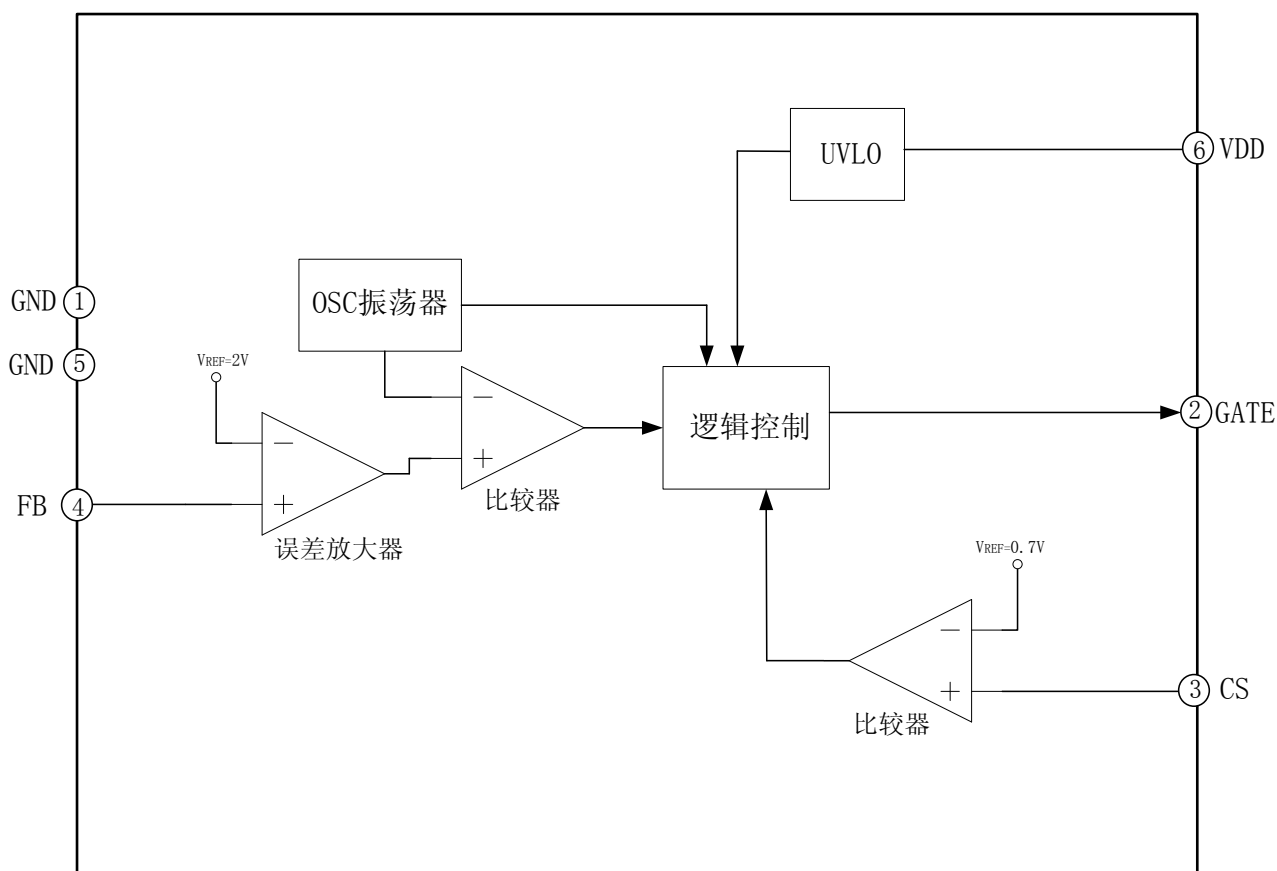 UVLO
⑥ VDD
GND ①
OSC振荡器
GND ⑤
VREF=2V
−
−
逻辑控制
② GATE
+
比较器
FB ④
+
误差放大器
VREF=0.7V
−
③ CS
+
比较器